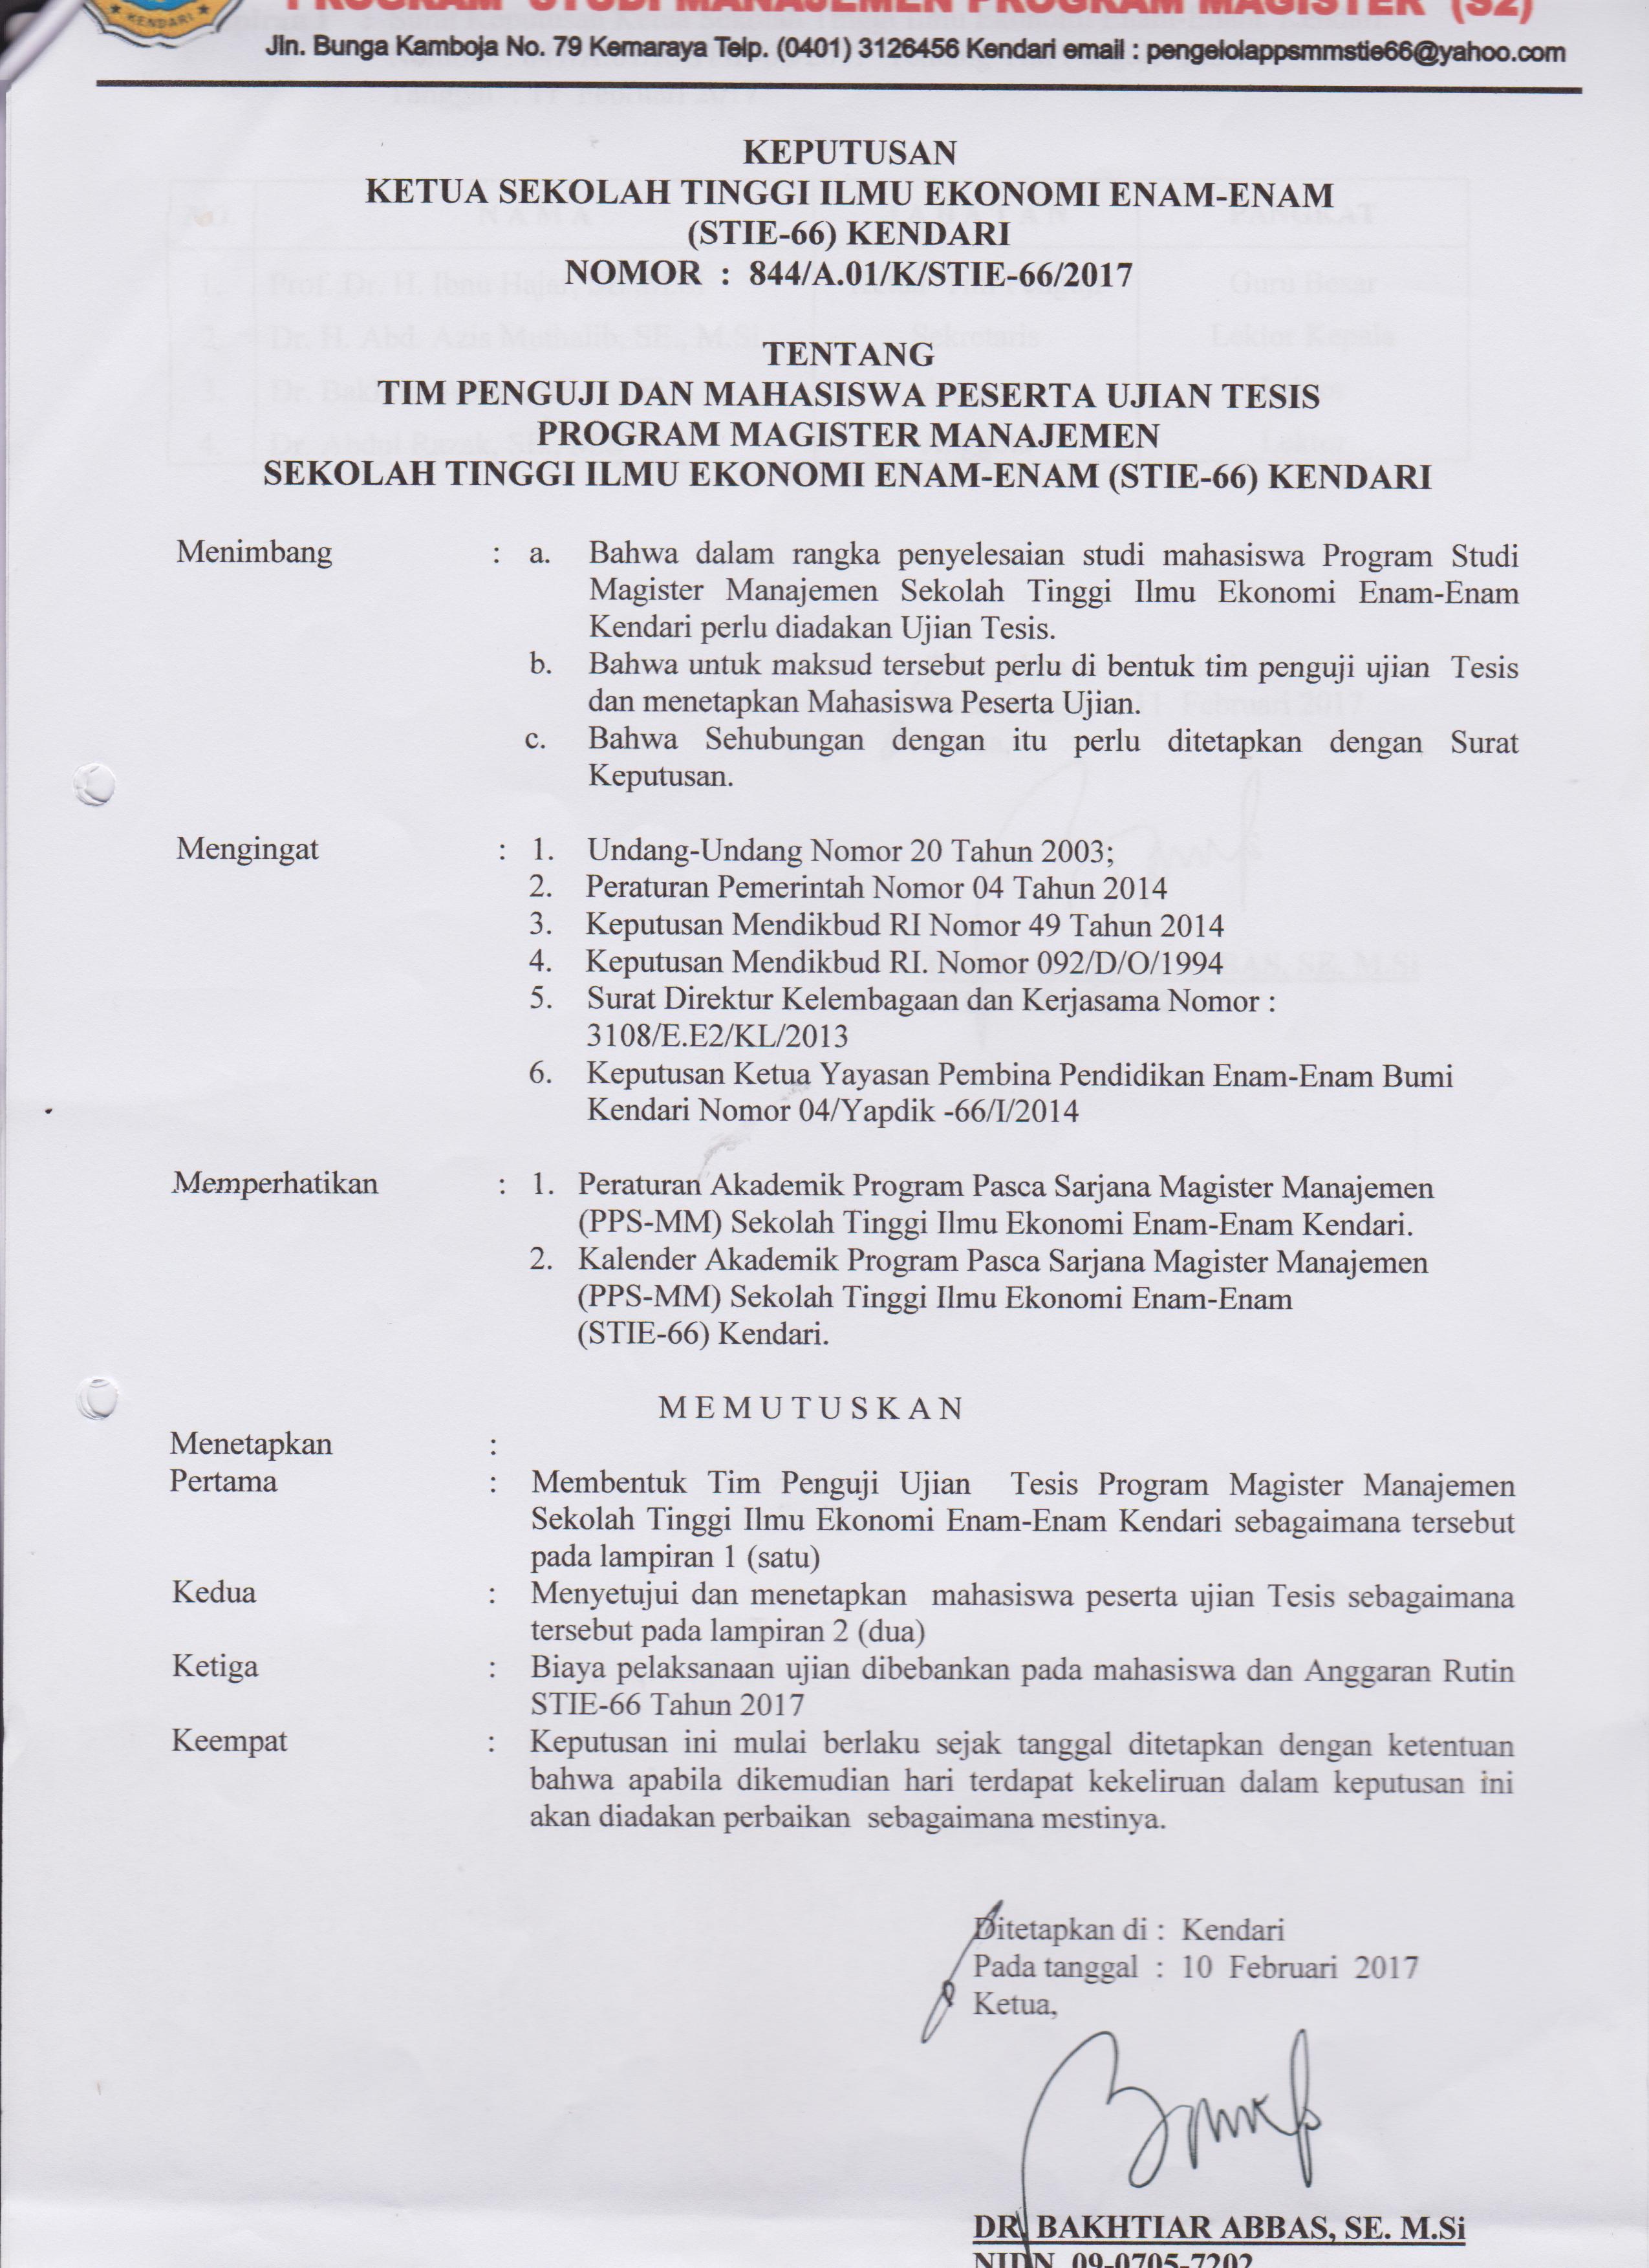 KENDARI
PROGRAM STUDI MANAJEMEN PROGRAM MAGISTER (S2)
Jln. Bunga Kamboja No. 79 Kemaraya Telp. (0401) 3126456 Kendari email : pengelolappsmmstie66@yahoo.com
KEPUTUSAN
KETUA SEKOLAH TINGGI ILMU EKONOMI ENAM-ENAM
(STIE-66) KENDARI
NOMOR : 844/A.01/K/STIE-66/2017
TENTANG
TIM PENGUJI DAN MAHASISWA PESERTA UJIAN TESIS
PROGRAM MAGISTER MANAJEMEN
SEKOLAH TINGGI ILMU EKONOMI ENAM-ENAM (STIE-66) KENDARI
Menimbang : a. Bahwa dalam rangka penyelesaian studi mahasiswa Program Studi
Magister Manajemen Sekolah Tinggi Ilmu Ekonomi Enam-Enam
Kendari perlu diadakan Ujian Tesis.
b. Bahwa untuk maksud tersebut perlu di bentuk tim penguji ujian Tesis
dan menetapkan Mahasiswa Peserta Ujian.
c. Bahwa Sehubungan dengan itu perlu ditetapkan dengan Surat
Keputusan.
Mengingat : 1. Undang-Undang Nomor 20 Tahun 2003;
2. Peraturan Pemerintah Nomor 04 Tahun 2014
3. Keputusan Mendikbud RI Nomor 49 Tahun 2014
4. Keputusan Mendikbud RI. Nomor 092/D/O/1994
5. Surat Direktur Kelembagaan dan Kerjasama Nomor :
3108/E.E2/KL/2013
6. Keputusan Ketua Yayasan Pembina Pendidikan Enam-Enam Bumi
Kendari Nomor 04/Yapdik -66/I/2014
Memperhatikan : 1. Peraturan Akademik Program Pasca Sarjana Magister Manajemen
(PPS-MM) Sekolah Tinggi Ilmu Ekonomi Enam-Enam Kendari.
2. Kalender Akademik Program Pasca Sarjana Magister Manajemen
(PPS-MM) Sekolah Tinggi Ilmu Ekonomi Enam-Enam
(STIE-66) Kendari.
M E M U T U S K A N
Menetapkan :
Pertama : Membentuk Tim Penguji Ujian Tesis Program Magister Manajemen
Sekolah Tinggi Ilmu Ekonomi Enam-Enam Kendari sebagaimana tersebut
pada lampiran 1 (satu)
Kedua : Menyetujui dan menetapkan mahasiswa peserta ujian Tesis sebagaimana
tersebut pada lampiran 2 (dua)
Ketiga : Biaya pelaksanaan ujian dibebankan pada mahasiswa dan Anggaran Rutin
STIE-66 Tahun 2017
Keempat : Keputusan ini mulai berlaku sejak tanggal ditetapkan dengan ketentuan
bahwa apabila dikemudian hari terdapat kekeliruan dalam keputusan ini
akan diadakan perbaikan sebagaimana mestinya.
Ditetapkan di : Kendari
Pada tanggal : 10 Februari 2017
Ketua,
DR. BAKHTIAR ABBAS, SE. M.Si
NIDN. 09-0705-7202